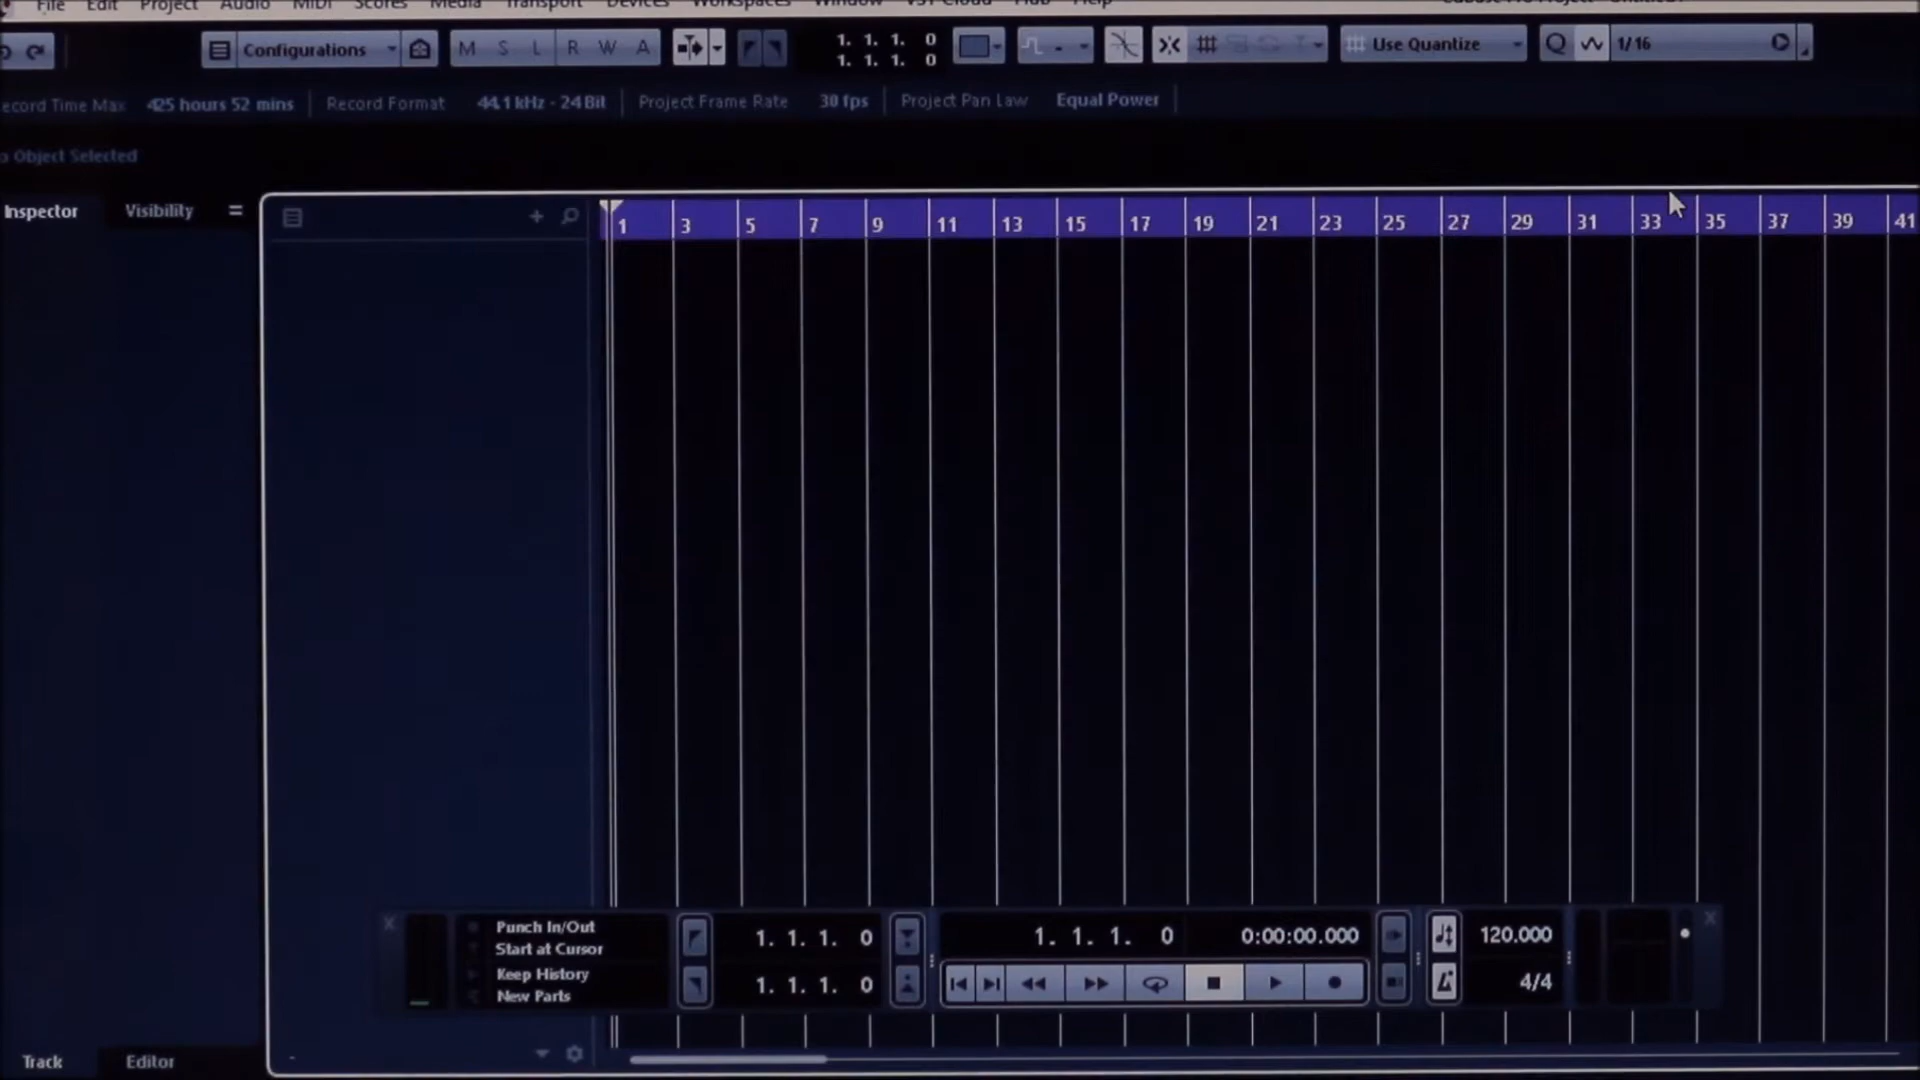 File Edit Project Audio MIDI Scores Media Transport Devices Workspaces Window VST Cloud Hub Help
Configurations M S L R W A 1. 1. 1. 0 Use Quantize Q 1/16
1. 1. 1. 0
ecord Time Max 425 hours 52 mins Record Format 44.1 kHz - 24 Bit Project Frame Rate 30 fps Project Pan Law Equal Power
o Object Selected
Inspector Visibility
1 3 5 7 9 11 13 15 17 19 21 23 25 27 29 31 33 35 37 39 41
Punch In/Out
Start at Cursor
Keep History
New Parts
1. 1. 1. 0
1. 1. 1. 0
1. 1. 1. 0 0:00:00.000
120.000
4/4
Track Editor